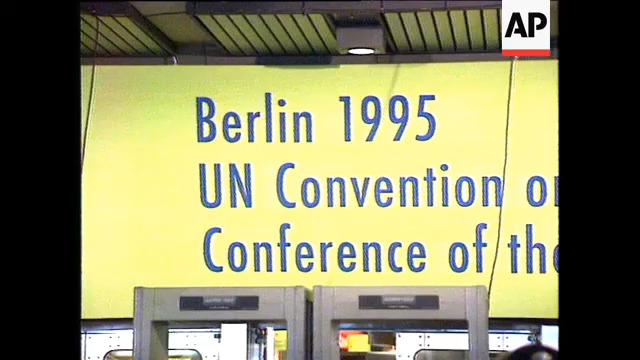 AP
Berlin 1995
UN Convention o
Conference of the